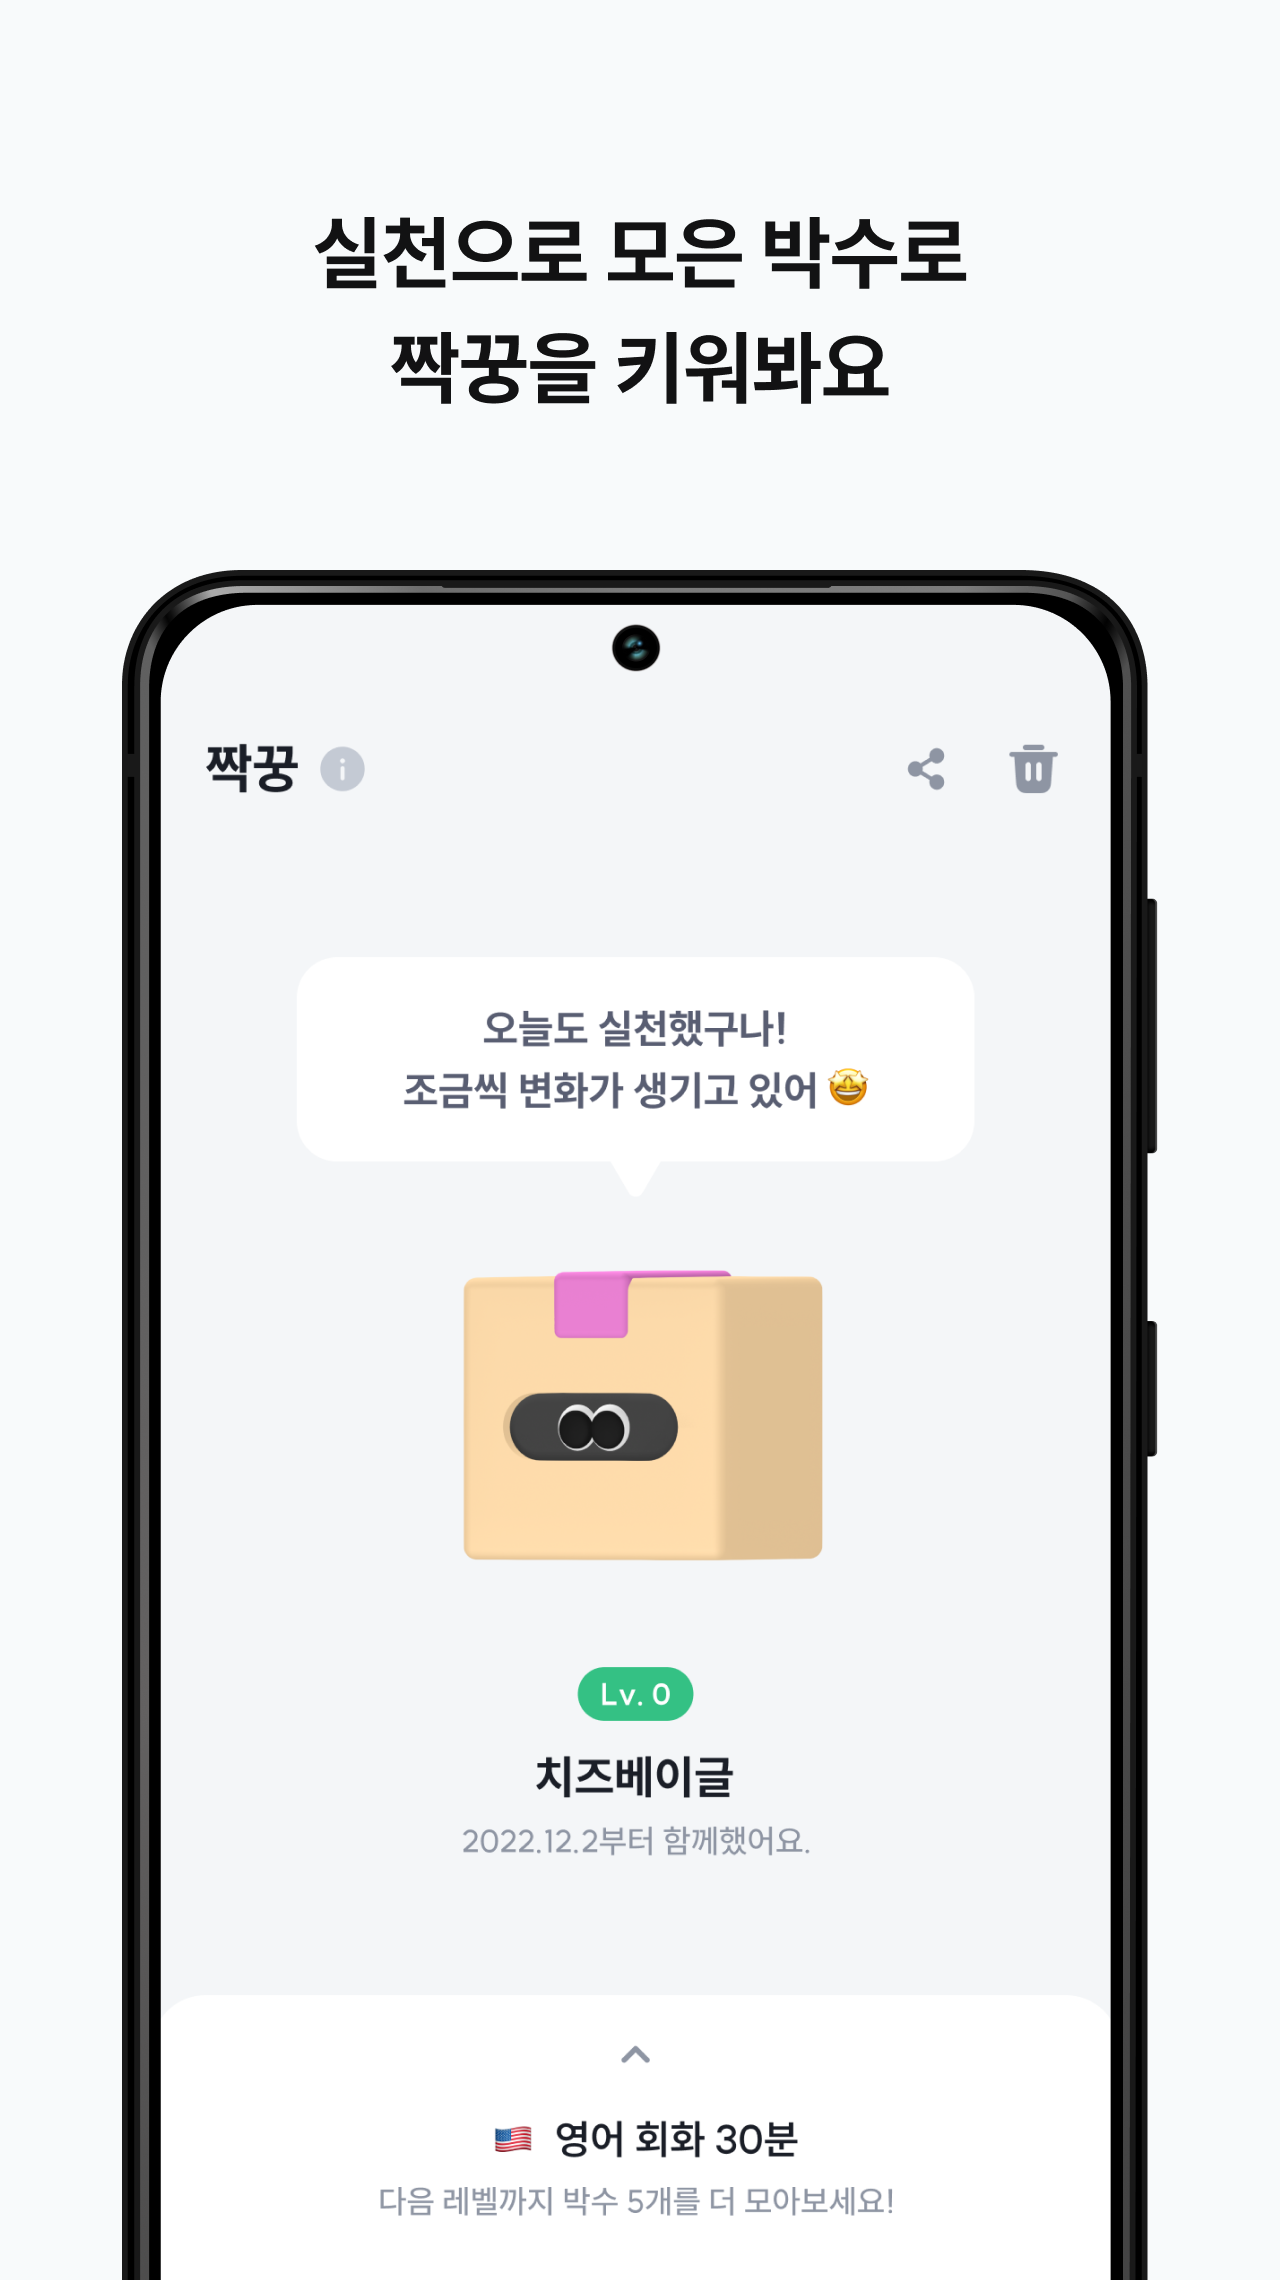 실천으로 모은 박수로
짝꿍을 키워봐요
짝꿍
오늘도 실천했구나!
조금씩 변화가 생기고 있어 🤩
Lv. 0
치즈베이글
2022.12.2부터 함께했어요.
🇺🇸 영어 회화 30분
다음 레벨까지 박수 5개를 더 모아보세요!